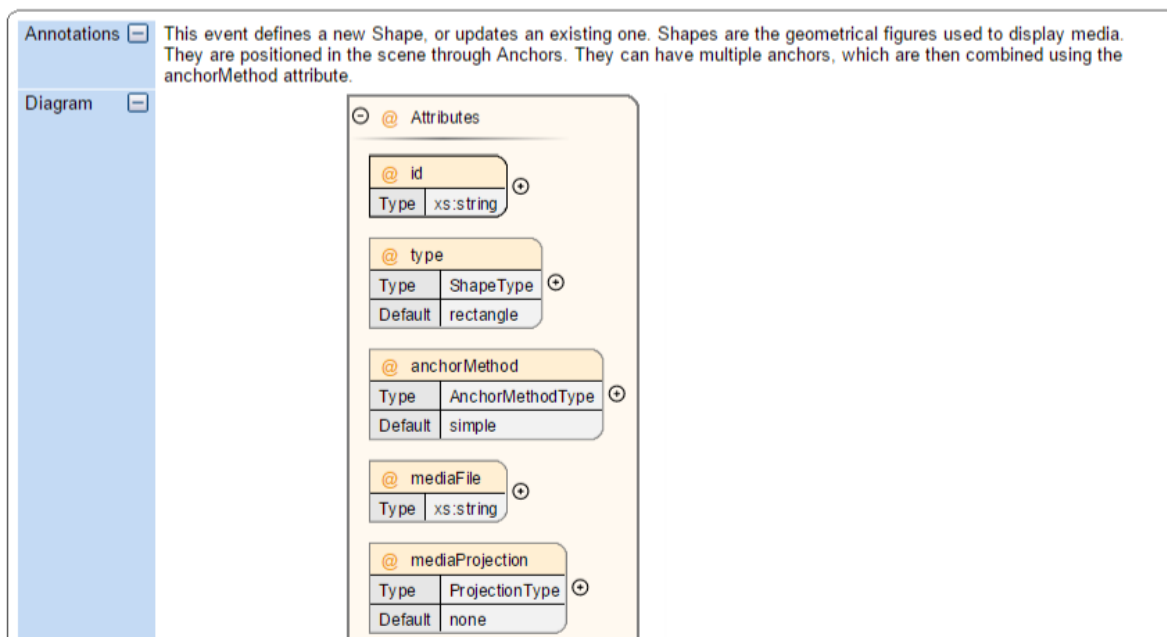 Annotations This event defines a new Shape, or updates an existing one. Shapes are the geometrical figures used to display media.
They are positioned in the scene through Anchors. They can have multiple anchors, which are then combined using the
anchorMethod attribute.
Diagram
@ Attributes
@ id
Type xs:string
@ type
Type ShapeType
Default rectangle
@ anchorMethod
Type AnchorMethodType
Default simple
@ mediaFile
Type xs:string
@ mediaProjection
Type ProjectionType
Default none